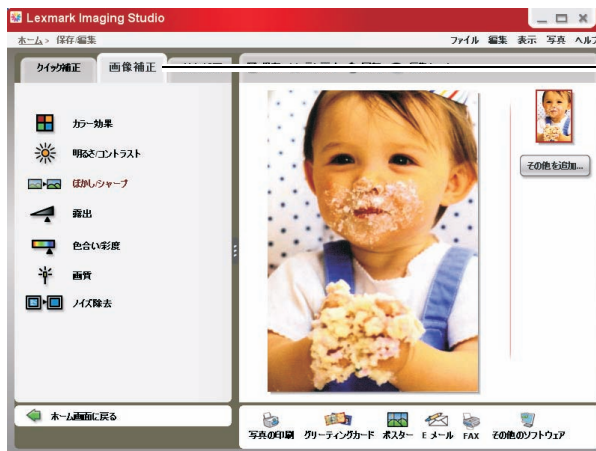 Lexmark Imaging Studio
ホーム > 保存/編集
ファイル 編集 表示 写真 ヘルプ
クイック補正 画像補正
カラー効果
明るさ/コントラスト
ぼかし/シャープ
露出
色合い/彩度
画質
ノイズ除去
その他を追加...
ホーム画面に戻る
写真の印刷 グリーティングカード ポスター E メール FAX その他のソフトウェア